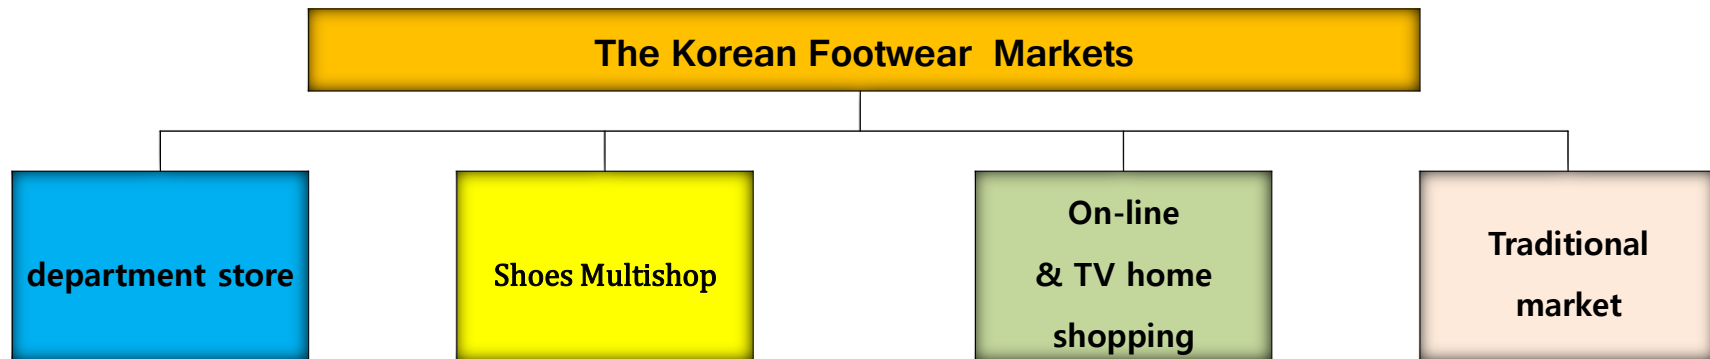 The Korean Footwear  Markets
department store
Shoes Multishop
On-line
& TV home
shopping
Traditional
market